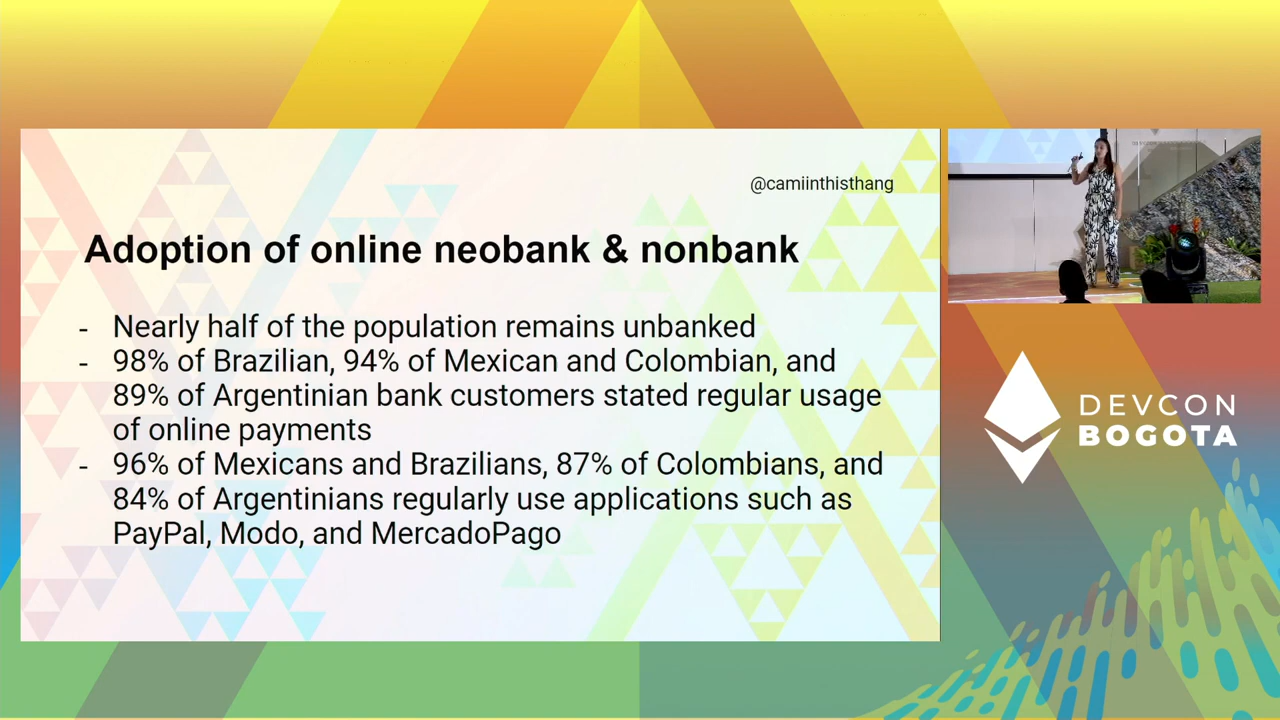 @camiinthisthang
Adoption of online neobank & nonbank
- Nearly half of the population remains unbanked
- 98% of Brazilian, 94% of Mexican and Colombian, and
89% of Argentinian bank customers stated regular usage
of online payments
- 96% of Mexicans and Brazilians, 87% of Colombians, and
84% of Argentinians regularly use applications such as
PayPal, Modo, and MercadoPago
DEVCON
BOGOTA